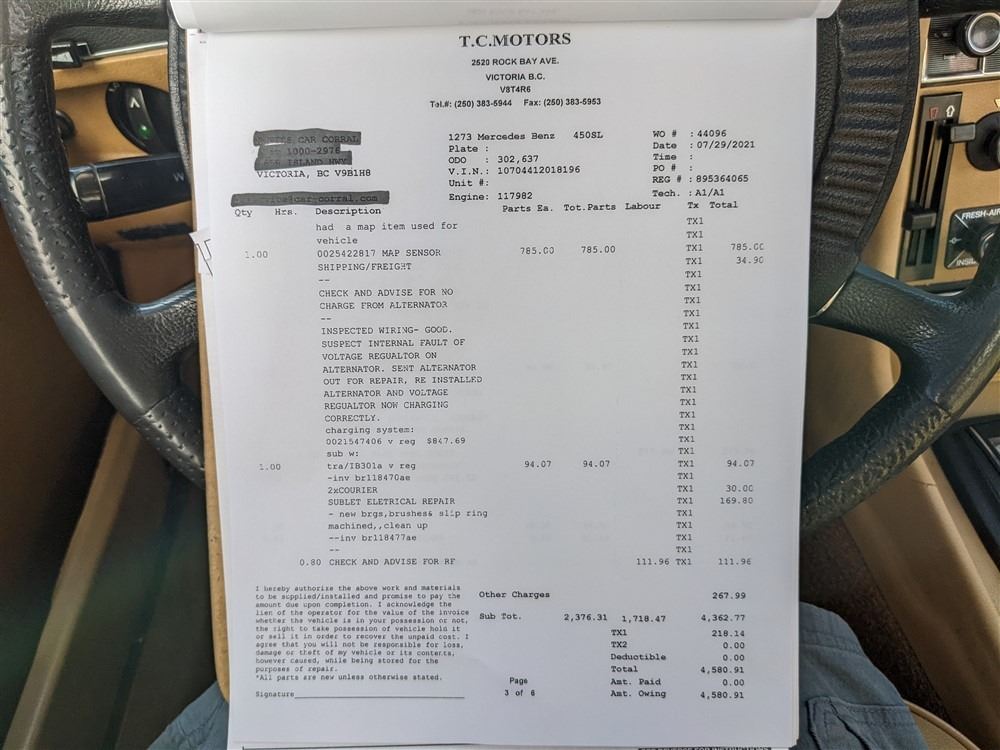 T.C.MOTORS
2520 ROCK BAY AVE.
VICTORIA B.C.
V8T4R6
Tel.#: (250) 383-5944 Fax: (250) 383-5953
CAR CORRAL
1000-2976
ISLAND HWY
VICTORIA, BC V9B1H8
car-corral.com
1273 Mercedes Benz 450SL
Plate :
ODO : 302,637
V.I.N.: 10704412018196
Unit #:
Engine: 117982
WO # : 44096
Date : 07/29/2021
Time :
PO # :
REG # : 895364065
Tech. : A1/A1
Qty Hrs. Description Parts Ea. Tot.Parts Labour Tx Total
had a map item used for TX1
vehicle TX1
1.00 0025422817 MAP SENSOR 785.00 785.00 TX1 785.00
SHIPPING/FREIGHT TX1 34.90
-- TX1
CHECK AND ADVISE FOR NO TX1
CHARGE FROM ALTERNATOR TX1
-- TX1
INSPECTED WIRING- GOOD. TX1
SUSPECT INTERNAL FAULT OF TX1
VOLTAGE REGUALTOR ON TX1
ALTERNATOR. SENT ALTERNATOR TX1
OUT FOR REPAIR, RE INSTALLED TX1
ALTERNATOR AND VOLTAGE TX1
REGUALTOR NOW CHARGING TX1
CORRECTLY. TX1
charging system: TX1
0021547406 v reg $847.69 TX1
sub w: TX1
1.00 tra/IB301a v reg 94.07 94.07 TX1 94.07
-inv br118470ae TX1
2xCOURIER TX1 30.00
SUBLET ELETRICAL REPAIR TX1 169.80
- new brgs,brushes& slip ring TX1
machined,,clean up TX1
--inv br118477ae TX1
-- TX1
0.80 CHECK AND ADVISE FOR RF 111.96 TX1 111.96
I hereby authorize the above work and materials
to be supplied/installed and promise to pay the
amount due upon completion. I acknowledge the
lien of the operator for the value of the invoice
whether the vehicle is in your possession or not,
the right to take possession of vehicle hold it
or sell it in order to recover the unpaid cost. I
agree that you will not be responsible for loss,
damage or theft of my vehicle or its contents,
however caused, while being stored for the
purposes of repair.
*All parts are new unless otherwise stated.
Signature
Other Charges 267.99
Sub Tot. 2,376.31 1,718.47 4,362.77
TX1 218.14
TX2 0.00
Deductible 0.00
Total 4,580.91
Amt. Paid 0.00
Amt. Owing 4,580.91
Page
3 of 6
FRESH-AIR